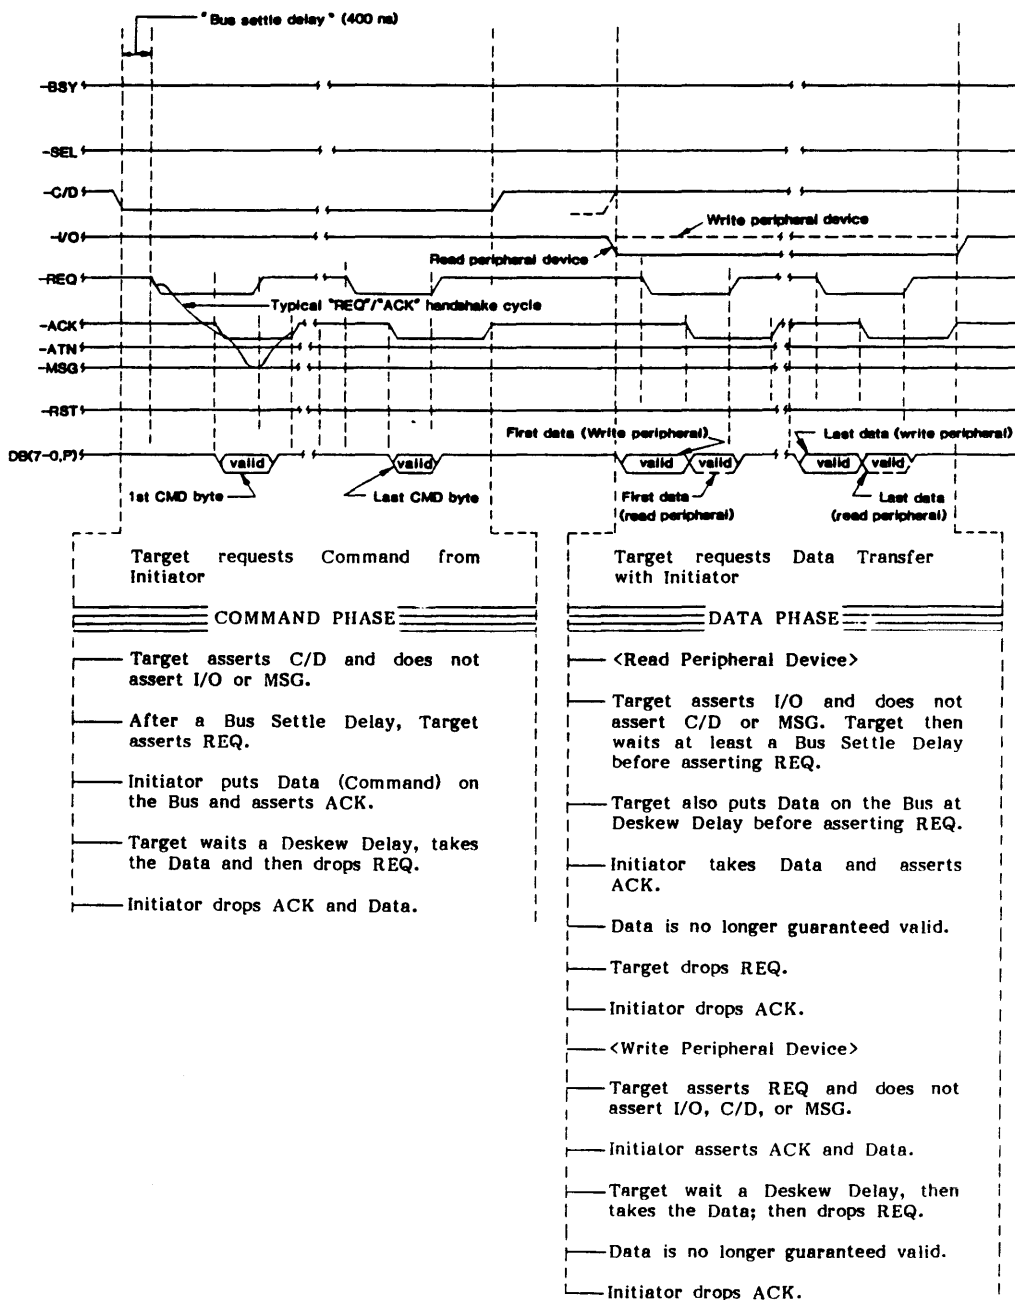 "Bus settle delay" (400 ns)
-BSY
-SEL
-C/D
-I/O
Write peripheral device
Read peripheral device
-REQ
Typical "REQ"/"ACK" handshake cycle
-ACK
-ATN
-MSG
-RST
First data (Write peripheral)
Last data (write peripheral)
DB(7-0,P)
valid
valid
valid
valid
valid
valid
1st CMD byte
Last CMD byte
First data
(read peripheral)
Last data
(read peripheral)
Target requests Command from
Initiator
COMMAND PHASE
Target asserts C/D and does not
assert I/O or MSG.
After a Bus Settle Delay, Target
asserts REQ.
Initiator puts Data (Command) on
the Bus and asserts ACK.
Target waits a Deskew Delay, takes
the Data and then drops REQ.
Initiator drops ACK and Data.
Target requests Data Transfer
with Initiator
DATA PHASE
<Read Peripheral Device>
Target asserts I/O and does not
assert C/D or MSG. Target then
waits at least a Bus Settle Delay
before asserting REQ.
Target also puts Data on the Bus at
Deskew Delay before asserting REQ.
Initiator takes Data and asserts
ACK.
Data is no longer guaranteed valid.
Target drops REQ.
Initiator drops ACK.
<Write Peripheral Device>
Target asserts REQ and does not
assert I/O, C/D, or MSG.
Initiator asserts ACK and Data.
Target wait a Deskew Delay, then
takes the Data; then drops REQ.
Data is no longer guaranteed valid.
Initiator drops ACK.